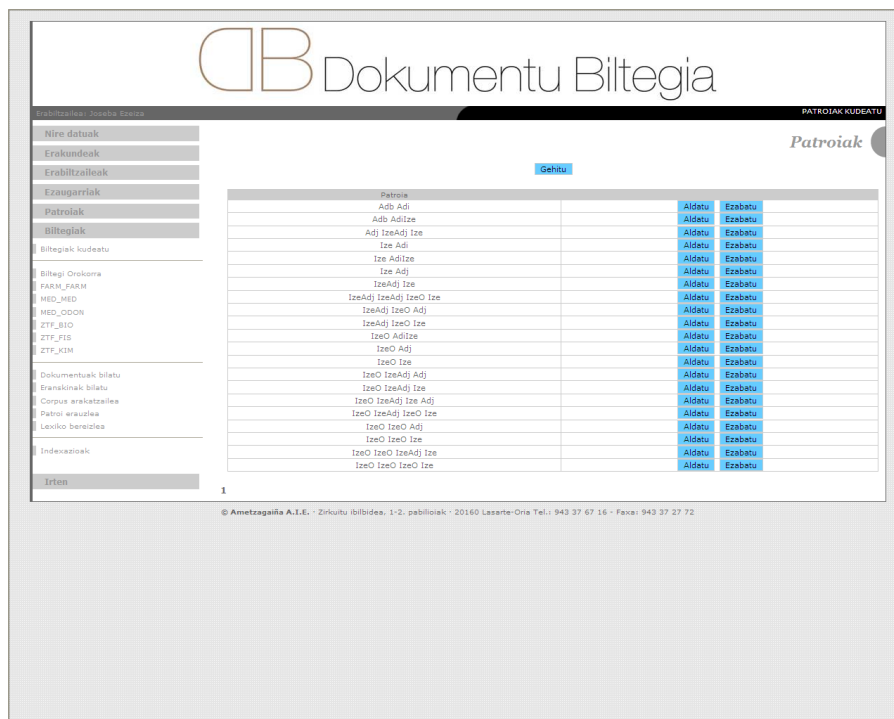 DB Dokumentu Biltegia
Erabiltzailea: Joseba Ezeiza
PATROIAK KUDEATU
Nire datuak
Erakundeak
Erabiltzaileak
Ezaugarriak
Patroiak
Biltegiak
Biltegiak kudeatu
Biltegi Orokorra
FARM_FARM
MED_MED
MED_ODON
ZTF_BIO
ZTF_FIS
ZTF_KIM
Dokumentuak bilatu
Eranskinak bilatu
Corpus arakatzailea
Patroi erauzlea
Lexiko bereizlea
Indexazioak
Irten
Patroiak
Gehitu
Patroia
Adb Adi Aldatu Ezabatu
Adb AdiIze Aldatu Ezabatu
Adj IzeAdj Ize Aldatu Ezabatu
Ize Adi Aldatu Ezabatu
Ize AdiIze Aldatu Ezabatu
Ize Adj Aldatu Ezabatu
IzeAdj Ize Aldatu Ezabatu
IzeAdj IzeAdj IzeO Ize Aldatu Ezabatu
IzeAdj IzeO Adj Aldatu Ezabatu
IzeAdj IzeO Ize Aldatu Ezabatu
IzeO AdiIze Aldatu Ezabatu
IzeO Adj Aldatu Ezabatu
IzeO Ize Aldatu Ezabatu
IzeO IzeAdj Adj Aldatu Ezabatu
IzeO IzeAdj Ize Aldatu Ezabatu
IzeO IzeAdj Ize Adj Aldatu Ezabatu
IzeO IzeAdj IzeO Ize Aldatu Ezabatu
IzeO IzeO Adj Aldatu Ezabatu
IzeO IzeO Ize Aldatu Ezabatu
IzeO IzeO IzeAdj Ize Aldatu Ezabatu
IzeO IzeO IzeO Ize Aldatu Ezabatu
1
© Ametzagaiña A.I.E. · Zirkuitu ibilbidea, 1-2. pabilioiak · 20160 Lasarte-Oria Tel.: 943 37 67 16 - Faxa: 943 37 27 72